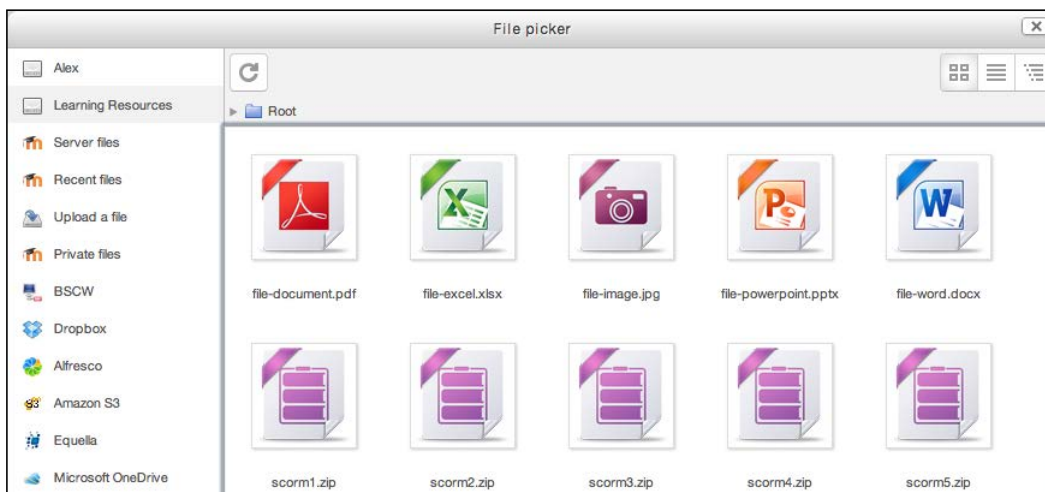 File picker
Alex
Learning Resources
Server files
Recent files
Upload a file
Private files
BSCW
Dropbox
Alfresco
Amazon S3
Equella
Microsoft OneDrive
Root
file-document.pdf
file-excel.xlsx
file-image.jpg
file-powerpoint.pptx
file-word.docx
scorm1.zip
scorm2.zip
scorm3.zip
scorm4.zip
scorm5.zip